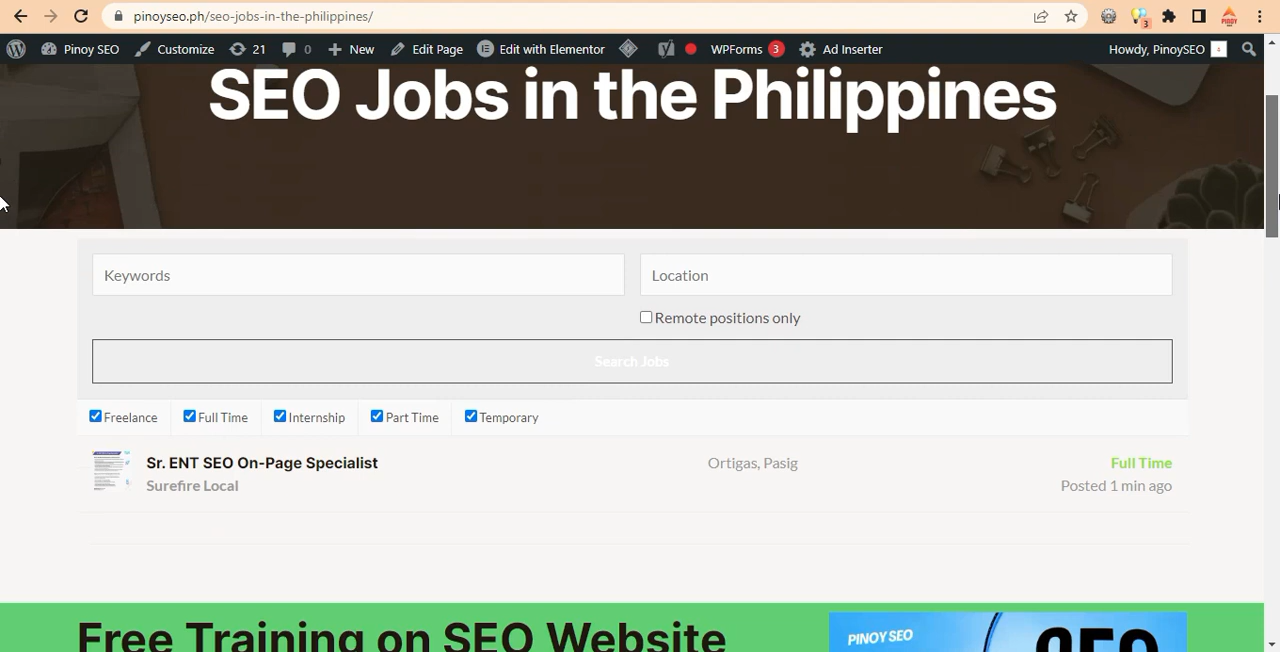 pinoyseo.ph/seo-jobs-in-the-philippines/
3
PINOY
Pinoy SEO Customize 21 0 New Edit Page Edit with Elementor WPForms 3 Ad Inserter Howdy, PinoySEO
SEO Jobs in the Philippines
Keywords Location
Remote positions only
Search Jobs
Freelance Full Time Internship Part Time Temporary
Sr. ENT SEO On-Page Specialist Ortigas, Pasig Full Time
Surefire Local Posted 1 min ago
Free Training on SEO Website
PINOY SEO
SEO